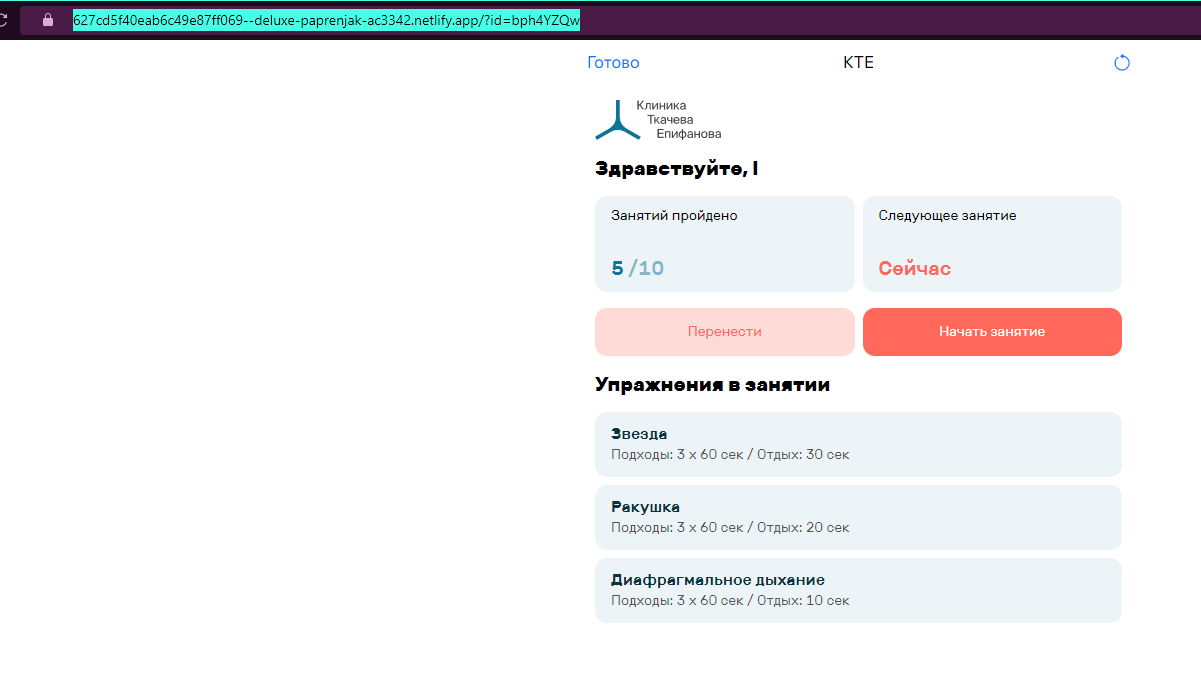 627cd5f40eab6c49e87ff069--deluxe-paprenjak-ac3342.netlify.app/?id=bph4YZQw
Готово КТЕ
Клиника
Ткачева
Епифанова
Здравствуйте, I
Занятий пройдено
5 /10
Следующее занятие
Сейчас
Перенести
Начать занятие
Упражнения в занятии
Звезда
Подходы: 3 x 60 сек / Отдых: 30 сек
Ракушка
Подходы: 3 x 60 сек / Отдых: 20 сек
Диафрагмальное дыхание
Подходы: 3 x 60 сек / Отдых: 10 сек